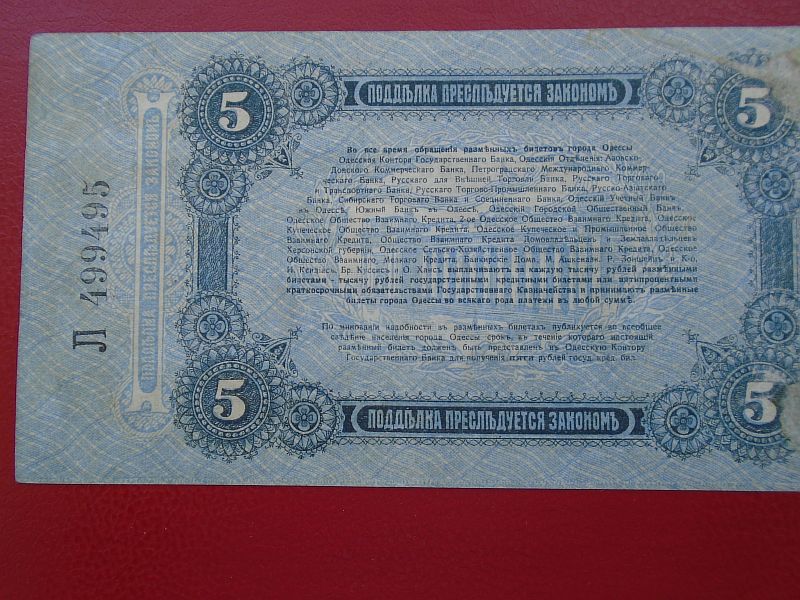 5
ПОДДѢЛКА ПРЕСЛѢДУЕТСЯ ЗАКОНОМЪ
5
Во все время обращенія размѣнныхъ билетовъ города Одессы
Одесская Контора Государственнаго Банка, Одесскія Отдѣленія: Азовско-
Донского Коммерческаго Банка, Петроградскаго Международнаго Коммер-
ческаго Банка, Русскаго для Внѣшней Торговли Банка, Русскаго Торговаго
и Транспортнаго Банка, Русскаго Торгово-Промышленнаго Банка, Русско-Азіатскаго
Банка, Сибирскаго Торговаго и Соединеннаго Банка, Одесскій Учетный Банкъ
въ Одессѣ, Южный Банкъ въ Одессѣ, Одесскій Городской Общественный Банкъ,
Одесское Общество Взаимнаго Кредита, 2-ое Одесское Общество Взаимнаго Кредита, Одесское
Купеческое Общество Взаимнаго Кредита, Одесское Купеческое и Промышленное Общество
Взаимнаго Кредита, Общество Взаимнаго Кредита Домовладѣльцевъ и Землевладѣльцевъ
Херсонской губерніи, Одесское Сельско-Хозяйственное Общество Взаимнаго Кредита, Одесское
Общество Взаимнаго Мелкаго Кредита, Банкирскіе Дома М. Ашкенази, Р. Зонщейнъ и К-о,
И. Бр. и О. Хаисъ выплачиваютъ за каждую тысячу рублей размѣнными
билетами - тысячу рублей государственными кредитными билетами или пятипроцентными
краткосрочными обязательствами Государственнаго Казначейства и принимаютъ размѣнные
билеты города Одессы во всякаго рода платежи въ любой суммѣ.
По минованіи надобности въ размѣнныхъ билетахъ публикуется во всеобщее
свѣдѣніе населенія города Одессы срокъ, въ теченіе котораго настоящій
размѣнный билетъ долженъ быть представленъ въ Одесскую Контору
Государственнаго Банка для полученія пяти рублей госуд. кред. бил.
5
ПОДДѢЛКА ПРЕСЛѢДУЕТСЯ ЗАКОНОМЪ
5
Л 499495
ПОДДѢЛКА ПРЕСЛѢДУЕТСЯ ЗАКОНОМЪ